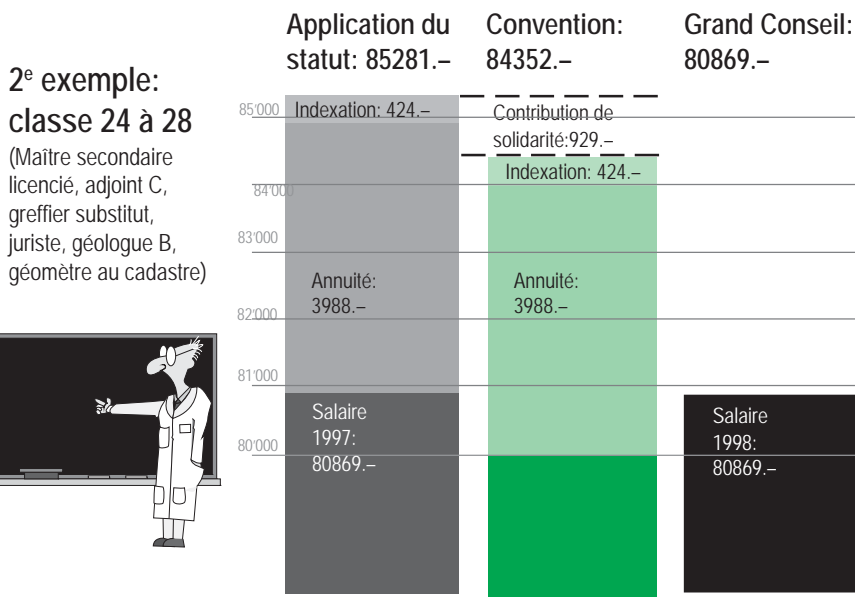 2e exemple:
classe 24 à 28
(Maître secondaire
licencié, adjoint C,
greffier substitut,
juriste, géologue B,
géomètre au cadastre)
Application du
statut: 85281.–
Convention:
84352.–
Grand Conseil:
80869.–
85'000
84'000
83'000
82'000
81'000
80'000
Indexation: 424.–
Annuité:
3988.–
Salaire
1997:
80869.–
Contribution de
solidarité:929.–
Indexation: 424.–
Annuité:
3988.–
Salaire
1998:
80869.–